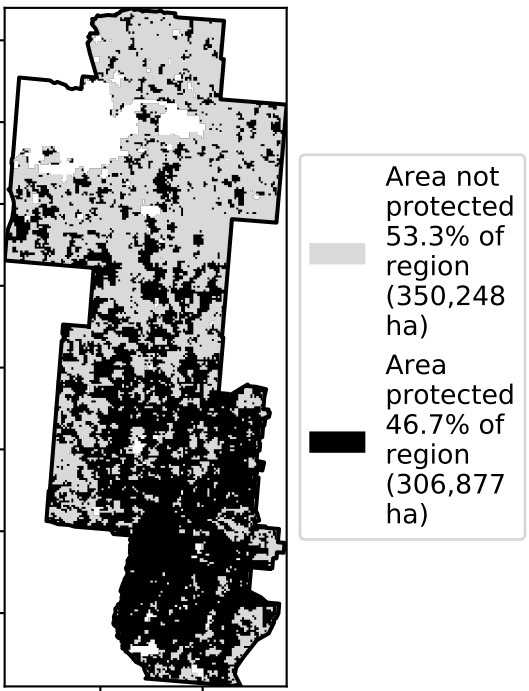 Area not
protected
53.3% of
region
(350,248
ha)
Area
protected
46.7% of
region
(306,877
ha)